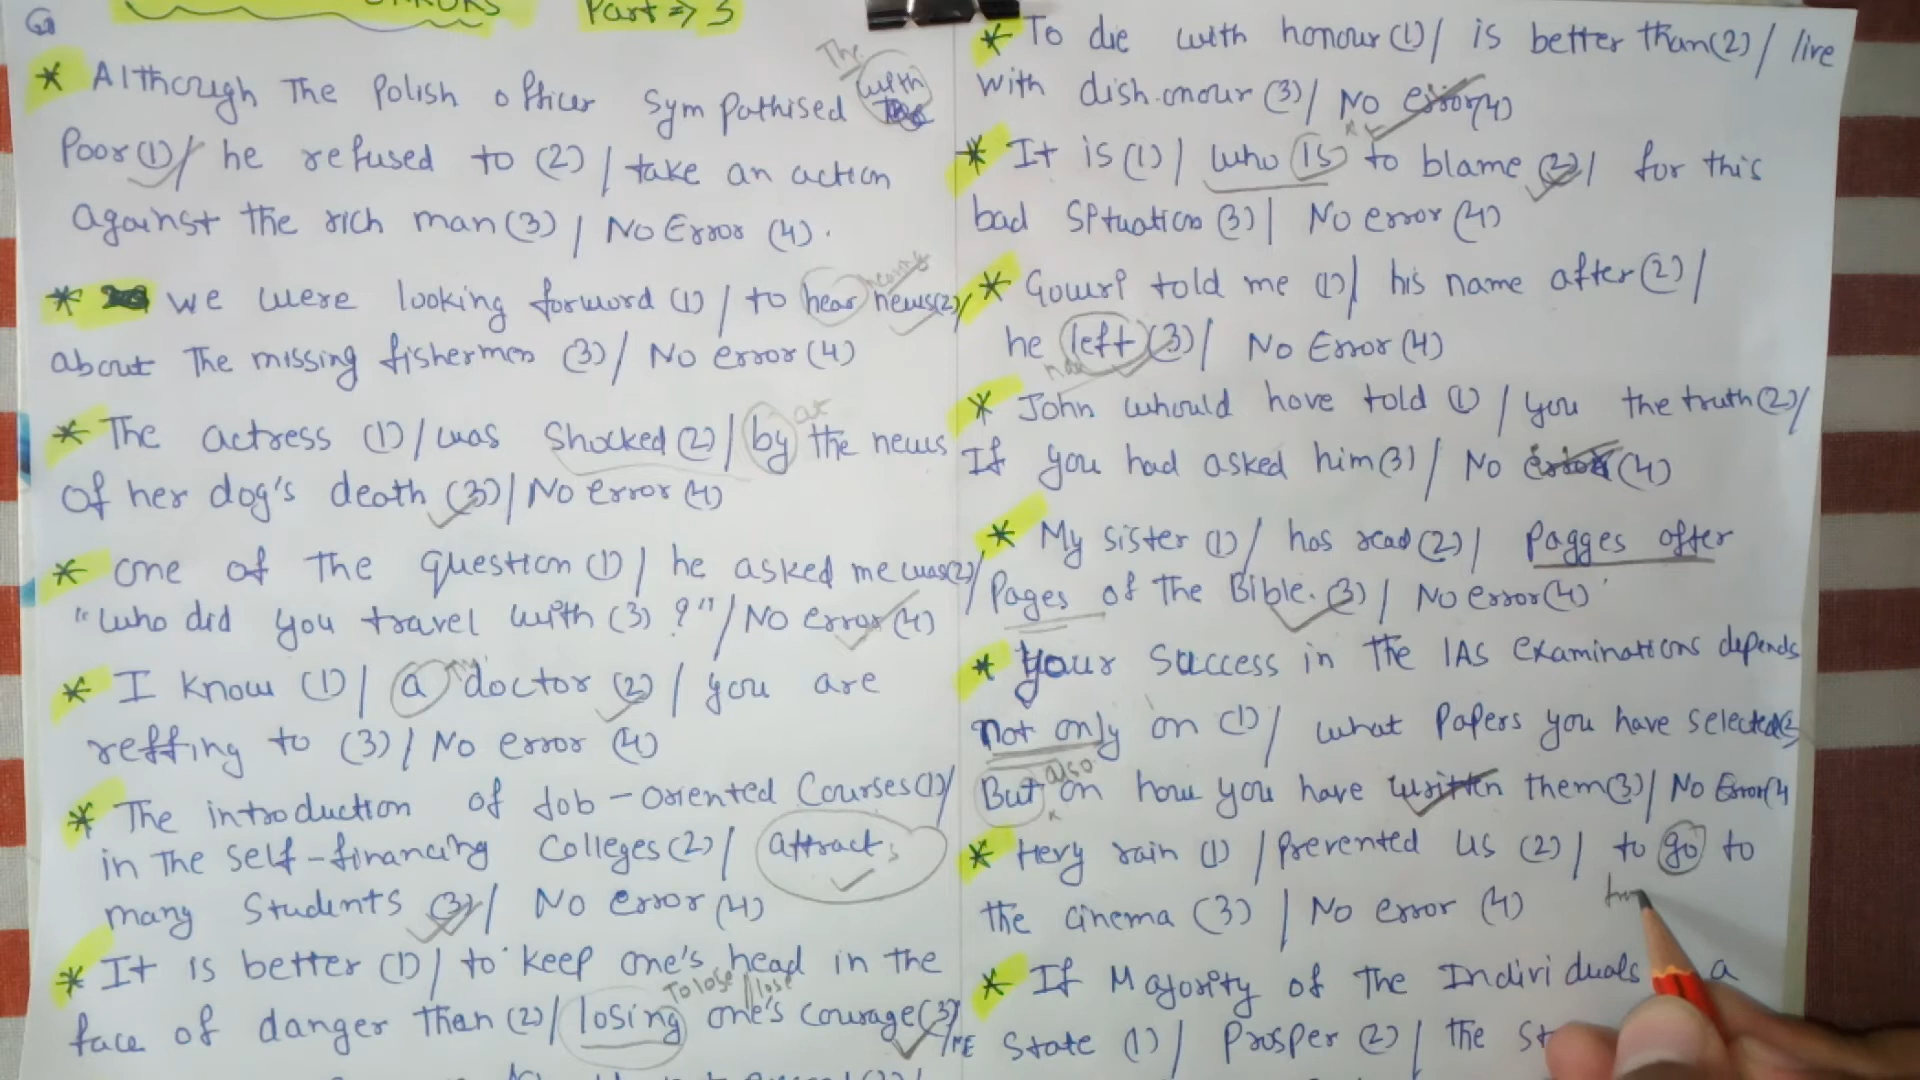 ERRORS Part => 5
* Although The Polish officer Sympathised with The
Poor (1) / he refused to (2) / take an action
against the rich man (3) / No Error (4).
* we were looking forword (1) / to hear hearing news (2) /
about The missing fishermen (3) / No error (4)
* The actress (1) / was Shocked (2) / by at the news
of her dog's death (3) / No error (4)
* one of the question (1) / he asked me was (2) /
"who did you travel with (3) ?" / No error (4)
* I know (1) / a doctor (2) / you are
reffing to (3) / No error (4)
* The introduction of Job-oriented Courses (1) /
in The self-financing Colleges (2) / attract
many Students (3) / No error (4)
* It is better (1) / to keep one's head in the
To lose / lose
face of danger Than (2) / losing one's courage (3) / NE
* To die with honour (1) / is better than (2) / live
with dishonour (3) / No error (4)
* It is (1) / who is to blame (2) / for this
bad Situation (3) / No error (4)
* Gowri told me (1) / his name after (2) /
he left (3) / No Error (4)
* John whould have told (1) / you the truth (2) /
If you had asked him (3) / No error (4)
* My sister (1) / has read (2) / Pagges after
Pages of The Bible. (3) / No error (4)
* your Success in The IAS examinations depends
not only on (1) / what Papers you have selected (2)
also
But on how you have written them (3) / No Error (4
* Hevy rain (1) / prevented us (2) / to go to
the cinema (3) / No error (4)
* If Majority of the Individuals a
State (1) / Prosper (2) / the St